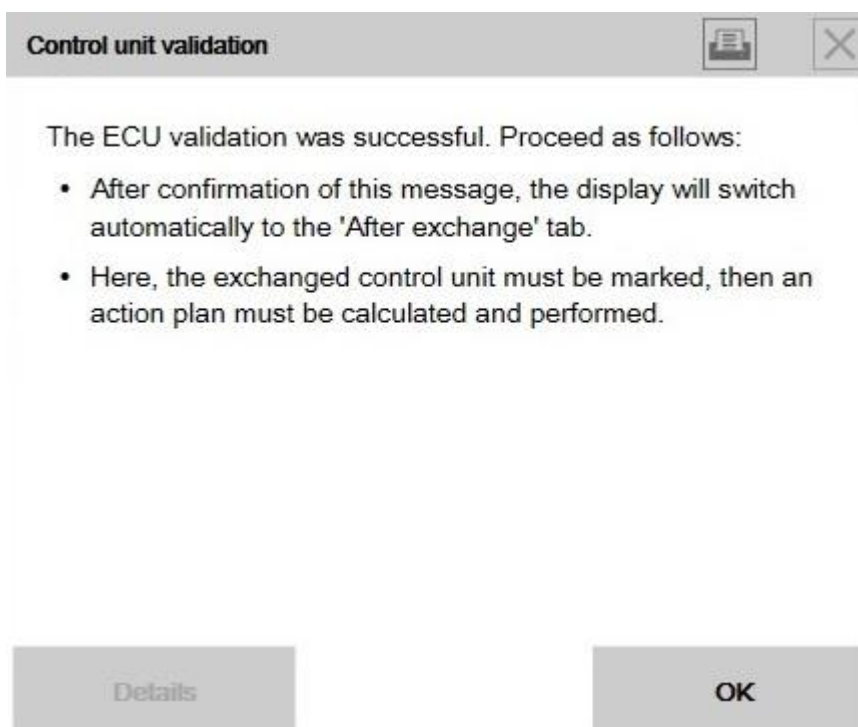 Control unit validation
The ECU validation was successful. Proceed as follows:
• After confirmation of this message, the display will switch
automatically to the 'After exchange' tab.
• Here, the exchanged control unit must be marked, then an
action plan must be calculated and performed.
Details
OK